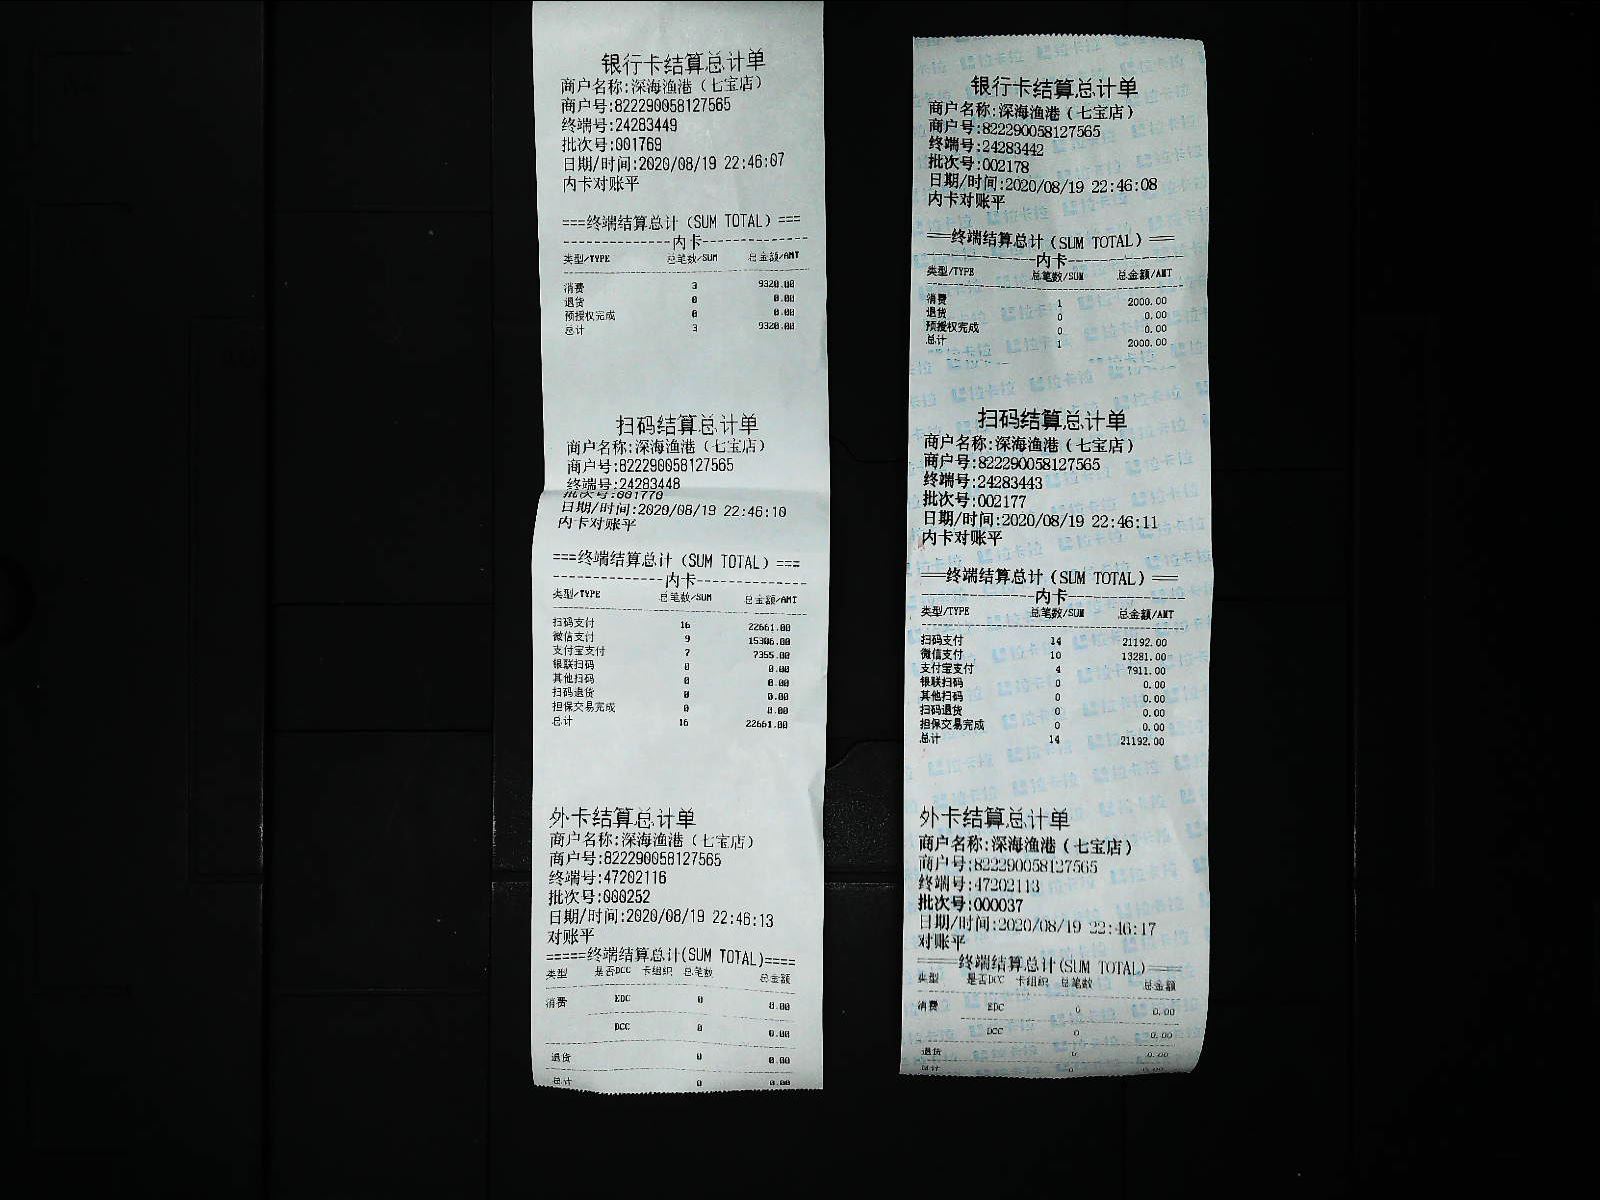 银行卡结算总计单
商户名称:深海渔港（七宝店）
商户号:822290058127565
终端号:24283449
批次号:001769
日期/时间:2020/08/19 22:46:07
内卡对账平
===终端结算总计（SUM TOTAL）===
---------------内卡---------------
类型/TYPE 总笔数/SUM 总金额/AMT
消费 3 9320.00
退货 0 0.00
预授权完成 0 0.00
总计 3 9320.00
扫码结算总计单
商户名称:深海渔港（七宝店）
商户号:822290058127565
终端号:24283448
批次号:001770
日期/时间:2020/08/19 22:46:10
内卡对账平
===终端结算总计（SUM TOTAL）===
---------------内卡---------------
类型/TYPE 总笔数/SUM 总金额/AMT
扫码支付 16 22661.00
微信支付 9 15306.00
支付宝支付 7 7355.00
银联扫码 0 0.00
其他扫码 0 0.00
扫码退货 0 0.00
担保交易完成 0 0.00
总计 16 22661.00
外卡结算总计单
商户名称:深海渔港（七宝店）
商户号:822290058127565
终端号:47202116
批次号:000252
日期/时间:2020/08/19 22:46:13
对账平
=====终端结算总计(SUM TOTAL)====
类型 是否DCC 卡组织 总笔数 总金额
消费 EDC 0 0.00
DCC 0 0.00
退货 0 0.00
总计 0 0.00
银行卡结算总计单
商户名称:深海渔港（七宝店）
商户号:822290058127565
终端号:24283442
批次号:002178
日期/时间:2020/08/19 22:46:08
内卡对账平
===终端结算总计（SUM TOTAL）===
---------------内卡---------------
类型/TYPE 总笔数/SUM 总金额/AMT
消费 1 2000.00
退货 0 0.00
预授权完成 0 0.00
总计 1 2000.00
扫码结算总计单
商户名称:深海渔港（七宝店）
商户号:822290058127565
终端号:24283443
批次号:002177
日期/时间:2020/08/19 22:46:11
内卡对账平
===终端结算总计（SUM TOTAL）===
---------------内卡---------------
类型/TYPE 总笔数/SUM 总金额/AMT
扫码支付 14 21192.00
微信支付 10 13281.00
支付宝支付 4 7911.00
银联扫码 0 0.00
其他扫码 0 0.00
扫码退货 0 0.00
担保交易完成 0 0.00
总计 14 21192.00
外卡结算总计单
商户名称:深海渔港（七宝店）
商户号:822290058127565
终端号:47202113
批次号:000037
日期/时间:2020/08/19 22:46:17
对账平
=====终端结算总计(SUM TOTAL)====
类型 是否DCC 卡组织 总笔数 总金额
消费 EDC 0 0.00
DCC 0 0.00
退货 0 0.00
总计 0 0.00